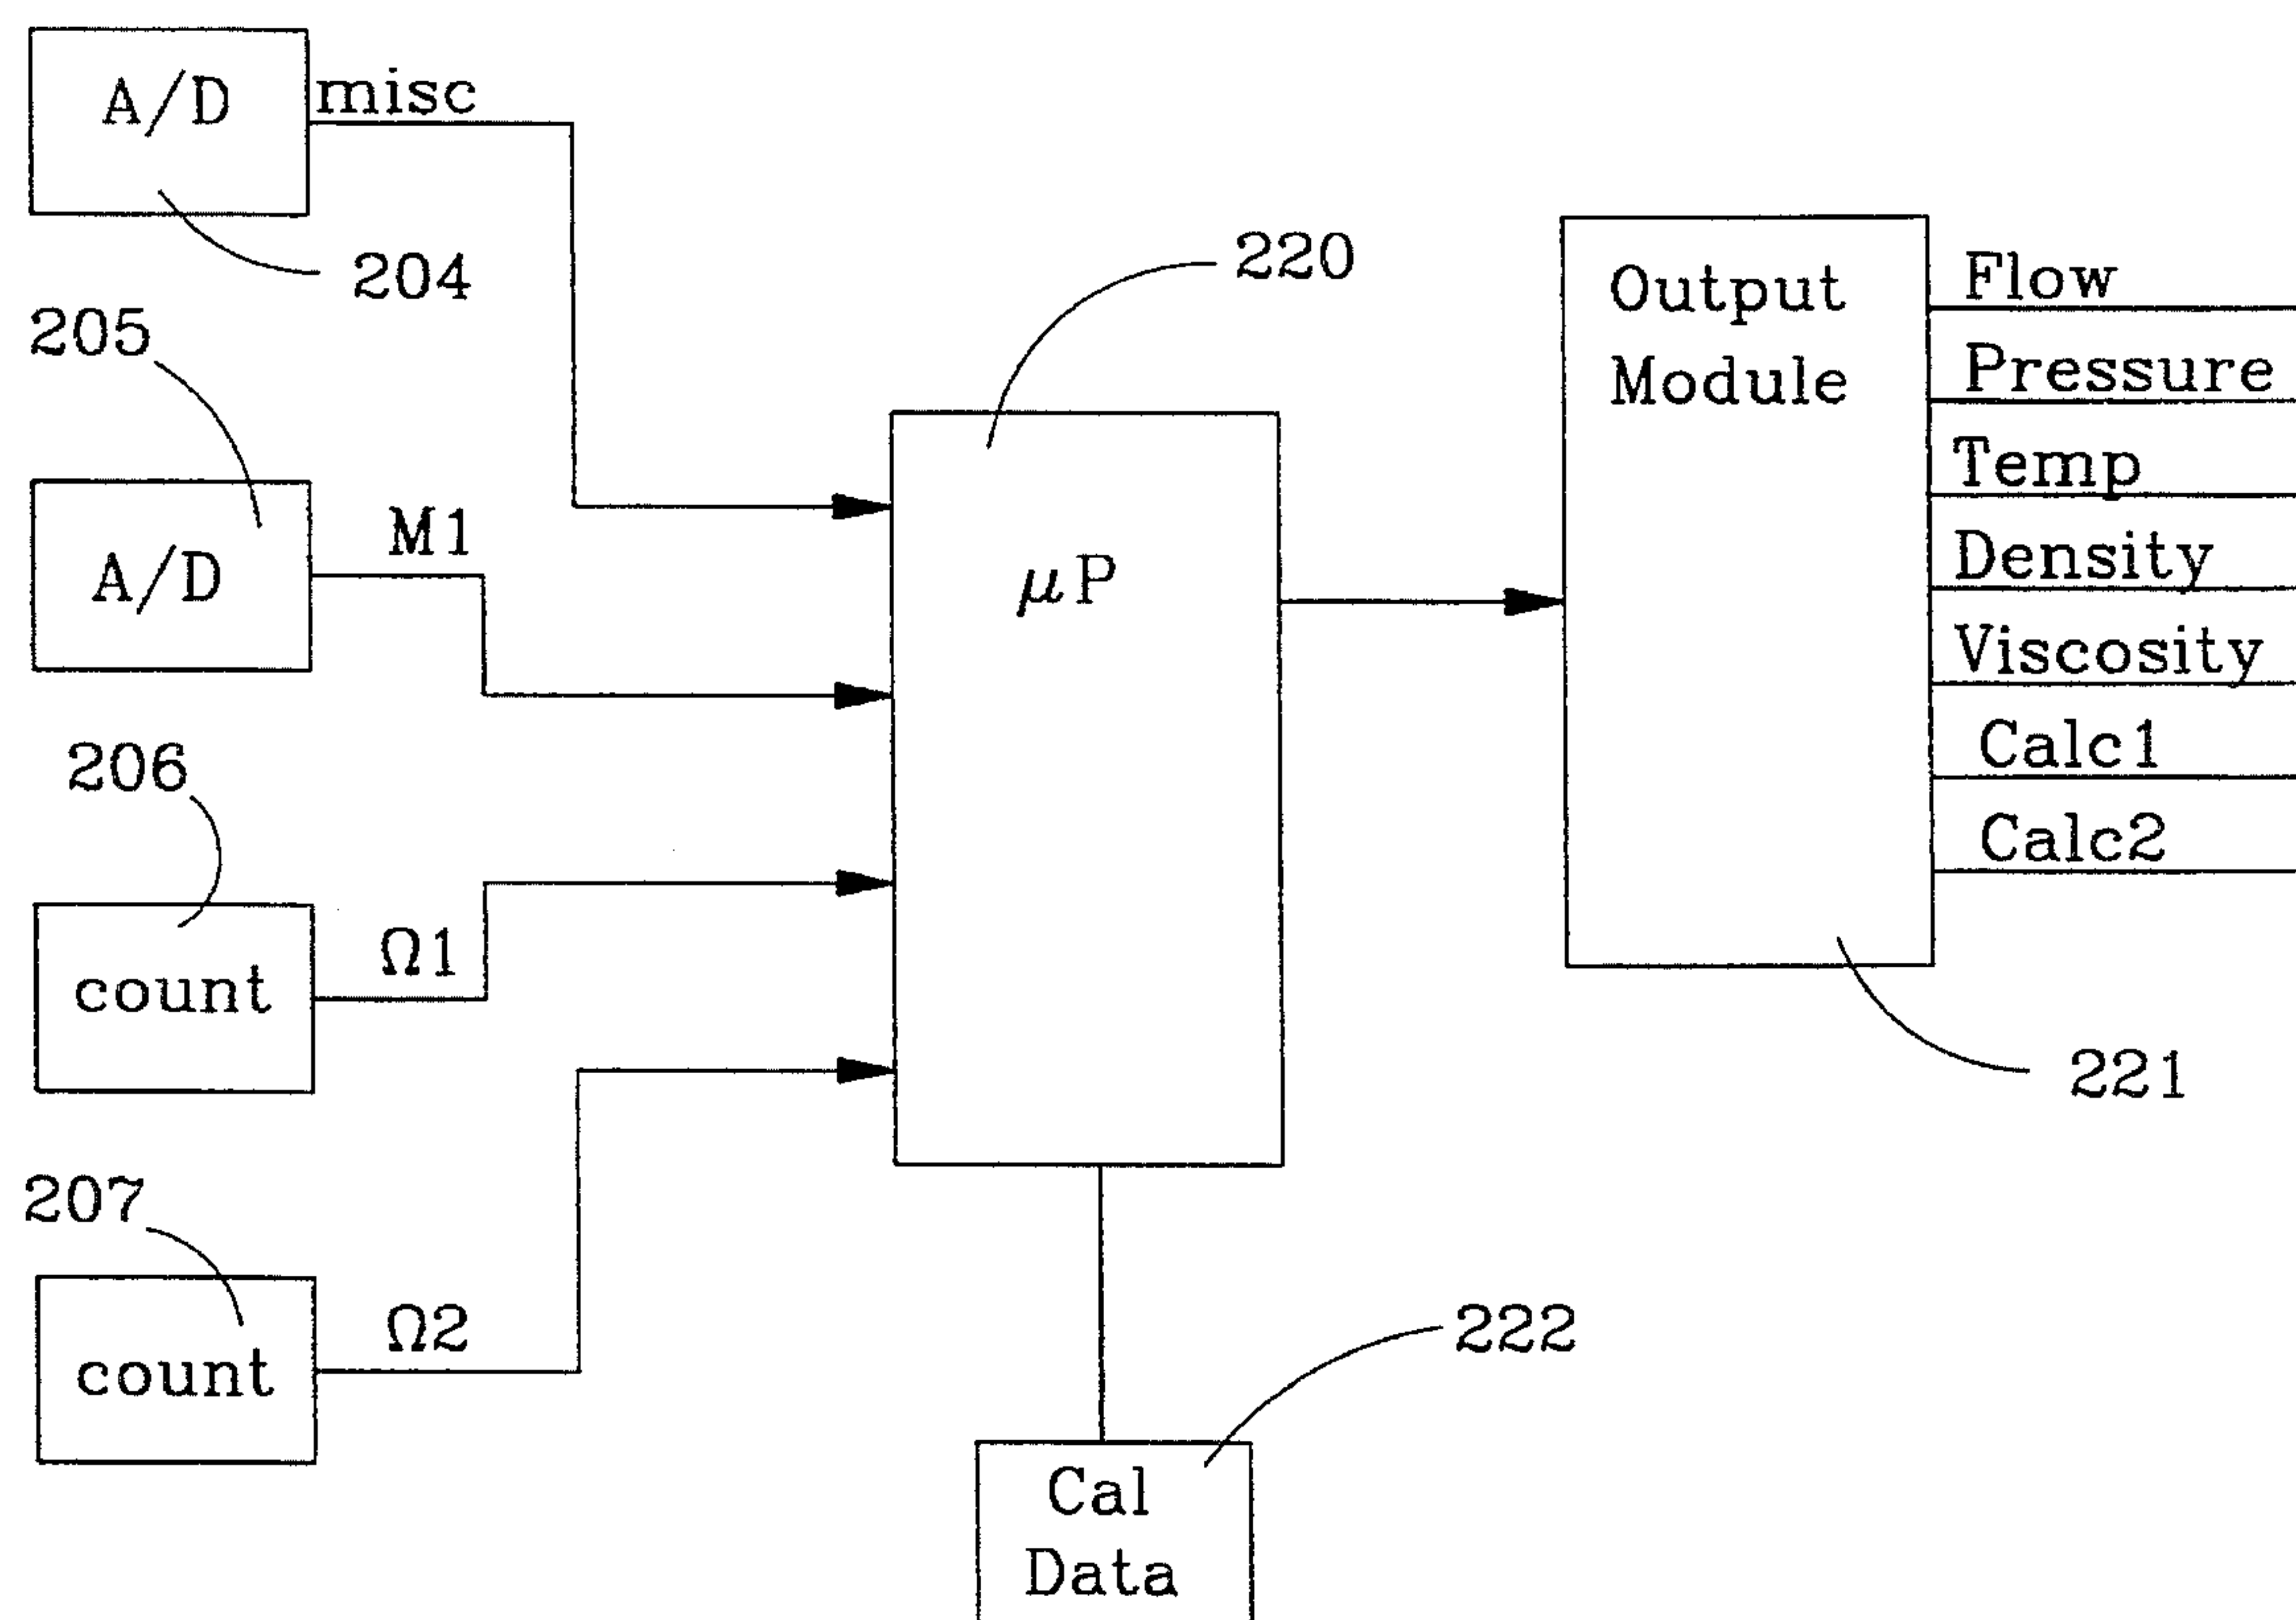 A/D
misc
204
205
A/D
M1
206
count
Ω1
207
count
Ω2
220
μP
Output
Module
Flow
Pressure
Temp
Density
Viscosity
Calc1
Calc2
221
222
Cal
Data